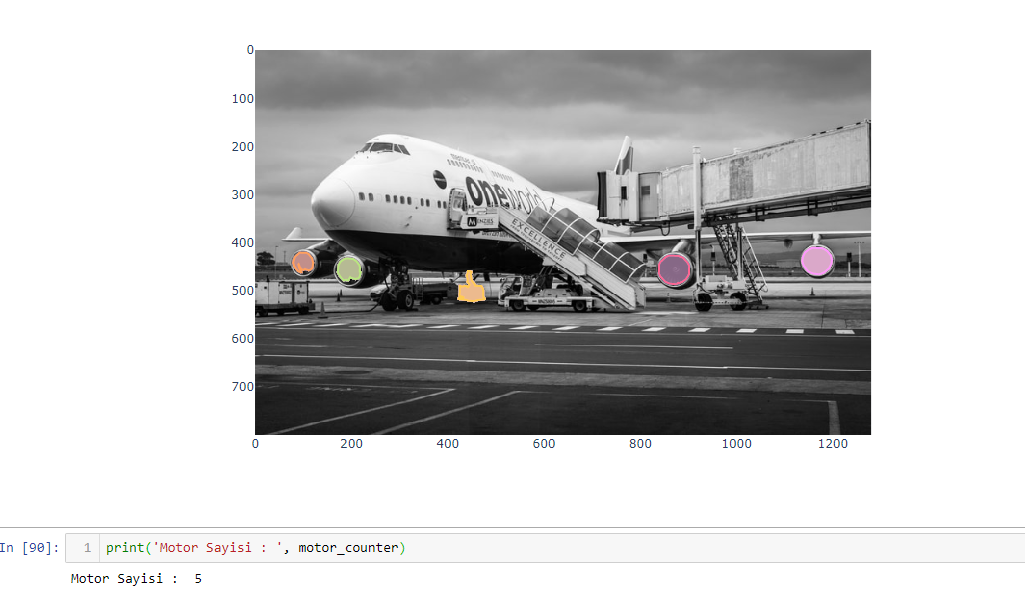 0
100
200
300
400
500
600
700
oneworld
MENZIES
EXCELLENCE
0 200 400 600 800 1000 1200
In [90]: 1 print('Motor Sayisi : ', motor_counter)
Motor Sayisi :  5